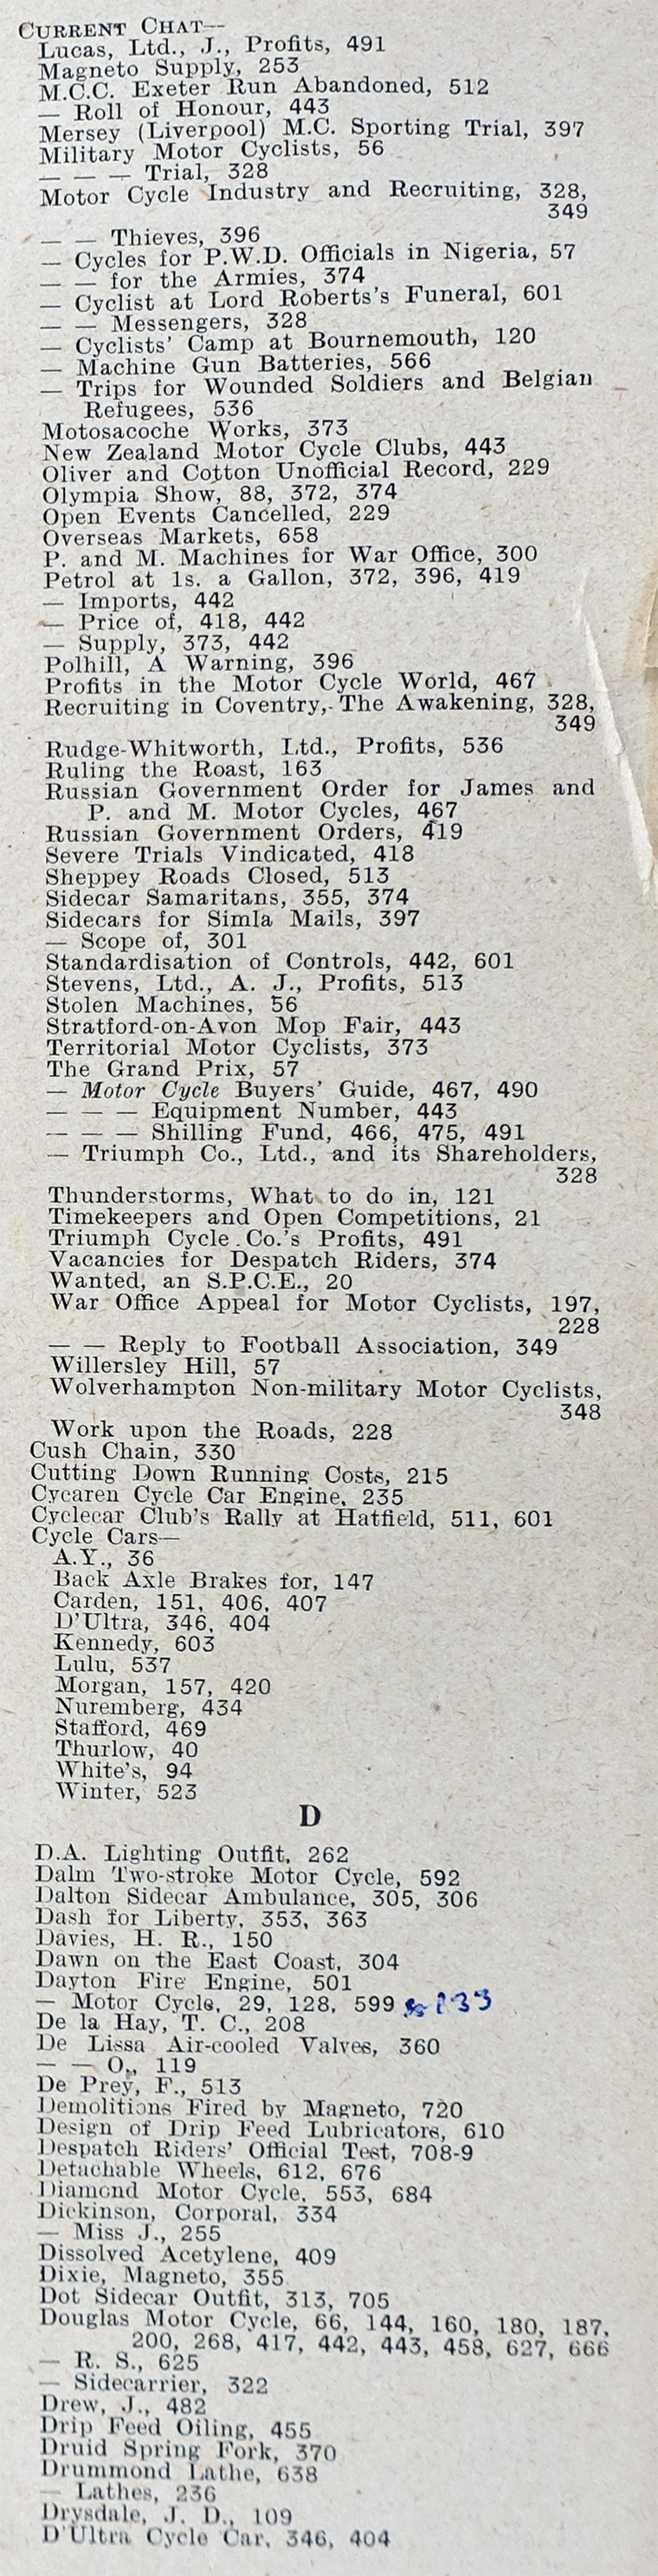 CURRENT CHAT—
Lucas, Ltd., J., Profits, 491
Magneto Supply, 253
M.C.C. Exeter Run Abandoned, 512
— Roll of Honour, 443
Mersey (Liverpool) M.C. Sporting Trial, 397
Military Motor Cyclists, 56
— — — Trial, 328
Motor Cycle Industry and Recruiting, 328,
349
— — Thieves, 396
— Cycles for P.W.D. Officials in Nigeria, 57
— — for the Armies, 374
— Cyclist at Lord Roberts's Funeral, 601
— — Messengers, 328
— Cyclists' Camp at Bournemouth, 120
— Machine Gun Batteries, 566
— Trips for Wounded Soldiers and Belgian
Refugees, 536
Motosacoche Works, 373
New Zealand Motor Cycle Clubs, 443
Oliver and Cotton Unofficial Record, 229
Olympia Show, 88, 372, 374
Open Events Cancelled, 229
Overseas Markets, 658
P. and M. Machines for War Office, 300
Petrol at 1s. a Gallon, 372, 396, 419
— Imports, 442
— Price of, 418, 442
— Supply, 373, 442
Polhill, A Warning, 396
Profits in the Motor Cycle World, 467
Recruiting in Coventry, The Awakening, 328,
349
Rudge-Whitworth, Ltd., Profits, 536
Ruling the Roast, 163
Russian Government Order for James and
P. and M. Motor Cycles, 467
Russian Government Orders, 419
Severe Trials Vindicated, 418
Sheppey Roads Closed, 513
Sidecar Samaritans, 355, 374
Sidecars for Simla Mails, 397
— Scope of, 301
Standardisation of Controls, 442, 601
Stevens, Ltd., A. J., Profits, 513
Stolen Machines, 56
Stratford-on-Avon Mop Fair, 443
Territorial Motor Cyclists, 373
The Grand Prix, 57
— Motor Cycle Buyers' Guide, 467, 490
— — — Equipment Number, 443
— — — Shilling Fund, 466, 475, 491
— Triumph Co., Ltd., and its Shareholders,
328
Thunderstorms, What to do in, 121
Timekeepers and Open Competitions, 21
Triumph Cycle Co.'s Profits, 491
Vacancies for Despatch Riders, 374
Wanted, an S.P.C.E., 20
War Office Appeal for Motor Cyclists, 197,
228
— — Reply to Football Association, 349
Willersley Hill, 57
Wolverhampton Non-military Motor Cyclists,
348
Work upon the Roads, 228
Cush Chain, 330
Cutting Down Running Costs, 215
Cycaren Cycle Car Engine, 235
Cyclecar Club's Rally at Hatfield, 511, 601
Cycle Cars—
A.Y., 36
Back Axle Brakes for, 147
Carden, 151, 406, 407
D'Ultra, 346, 404
Kennedy, 603
Lulu, 537
Morgan, 157, 420
Nuremberg, 434
Stafford, 469
Thurlow, 40
White's, 94
Winter, 523
D
D.A. Lighting Outfit, 262
Dalm Two-stroke Motor Cycle, 592
Dalton Sidecar Ambulance, 305, 306
Dash for Liberty, 353, 363
Davies, H. R., 150
Dawn on the East Coast, 304
Dayton Fire Engine, 501
— Motor Cycle, 29, 128, 599
De la Hay, T. C., 208
De Lissa Air-cooled Valves, 360
— — O., 119
De Prey, F., 513
Demolitions Fired by Magneto, 720
Design of Drip Feed Lubricators, 610
Despatch Riders' Official Test, 708-9
Detachable Wheels, 612, 676
Diamond Motor Cycle, 553, 684
Dickinson, Corporal, 334
— Miss J., 255
Dissolved Acetylene, 409
Dixie, Magneto, 355
Dot Sidecar Outfit, 313, 705
Douglas Motor Cycle, 66, 144, 160, 180, 187,
200, 268, 417, 442, 443, 458, 627, 666
— R. S., 625
— Sidecarrier, 322
Drew, J., 482
Drip Feed Oiling, 455
Druid Spring Fork, 370
Drummond Lathe, 638
— Lathes, 236
Drysdale, J. D., 109
D'Ultra Cycle Car, 346, 404